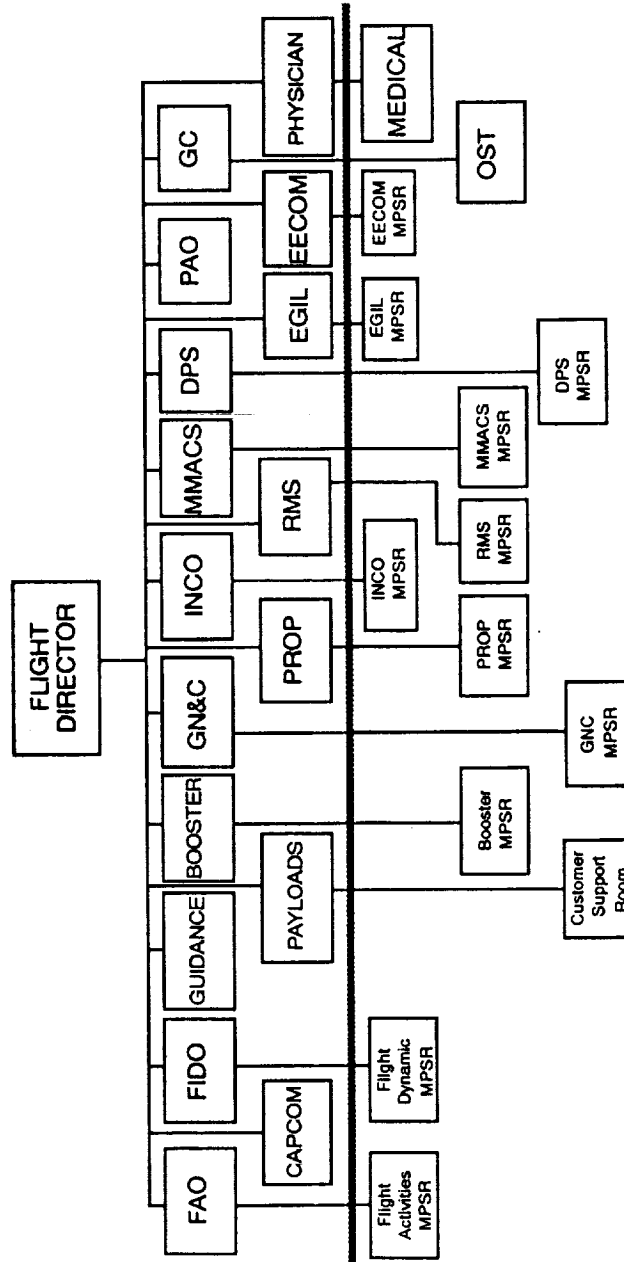 FLIGHT
DIRECTOR
FAO
FIDO
GUIDANCE
BOOSTER
GN&C
INCO
MMACS
DPS
PAO
GC
CAPCOM
PAYLOADS
PROP
RMS
EGIL
EECOM
PHYSICIAN
Flight
Activities
MPSR
Flight
Dynamic
MPSR
INCO
MPSR
EGIL
MPSR
EECOM
MPSR
MEDICAL
Booster
MPSR
PROP
MPSR
RMS
MPSR
MMACS
MPSR
OST
Customer
Support
Room
GNC
MPSR
DPS
MPSR